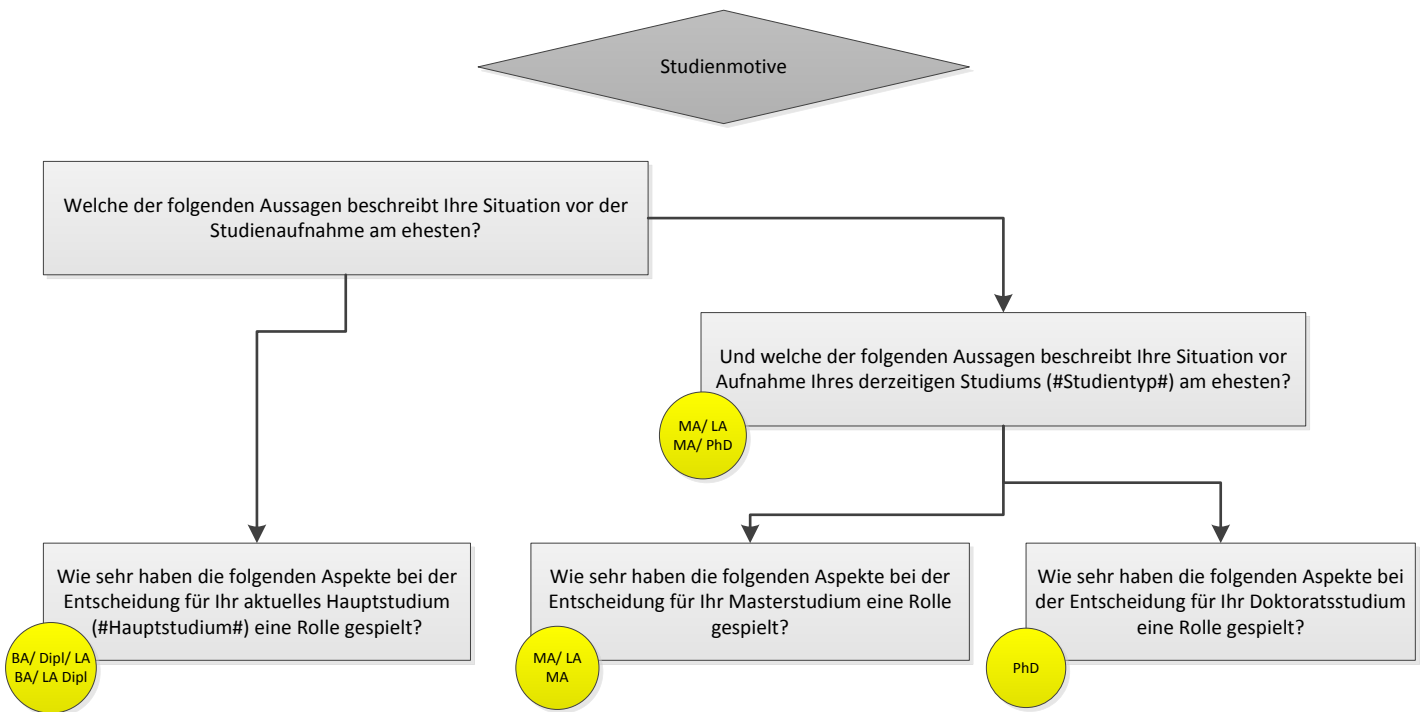 Studienmotive
Welche der folgenden Aussagen beschreibt Ihre Situation vor der
Studienaufnahme am ehesten?
Und welche der folgenden Aussagen beschreibt Ihre Situation vor
Aufnahme Ihres derzeitigen Studiums (#Studientyp#) am ehesten?
MA/ LA
MA/ PhD
Wie sehr haben die folgenden Aspekte bei der
Entscheidung für Ihr aktuelles Hauptstudium
(#Hauptstudium#) eine Rolle gespielt?
BA/ Dipl/ LA
BA/ LA Dipl
Wie sehr haben die folgenden Aspekte bei der
Entscheidung für Ihr Masterstudium eine Rolle
gespielt?
MA/ LA
MA
Wie sehr haben die folgenden Aspekte bei
der Entscheidung für Ihr Doktoratsstudium
eine Rolle gespielt?
PhD